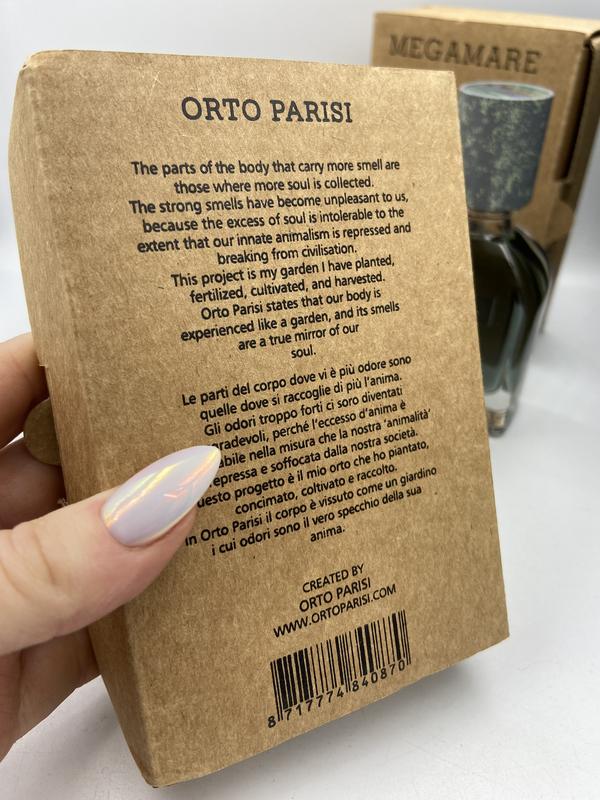 MEGAMARE
ORTO PARISI
The parts of the body that carry more smell are
those where more soul is collected.
The strong smells have become unpleasant to us,
because the excess of soul is intolerable to the
extent that our innate animalism is repressed and
breaking from civilisation.
This project is my garden I have planted,
fertilized, cultivated, and harvested.
Orto Parisi states that our body is
experienced like a garden, and its smells
are a true mirror of our
soul.
Le parti del corpo dove vi è più odore sono
quelle dove si raccoglie di più l'anima.
Gli odori troppo forti ci soro diventati
gradevoli, perché l'eccesso d'anima è
abile nella misura che la nostra 'animalità'
repressa e soffocata dalla nostra società.
uesto progetto è il mio orto che ho piantato,
concimato, coltivato e raccolto.
In Orto Parisi il corpo è vissuto come un giardino
i cui odori sono il vero specchio della sua
anima.
CREATED BY
ORTO PARISI
WWW.ORTOPARISI.COM
8 717774 840870